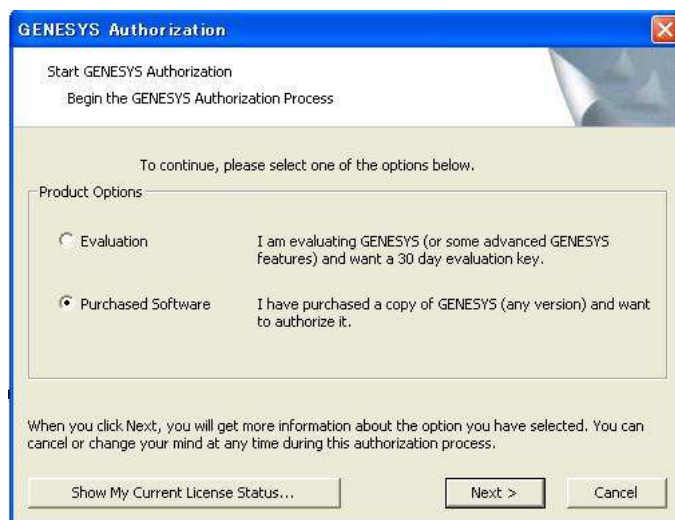 GENESYS Authorization
Start GENESYS Authorization
Begin the GENESYS Authorization Process
To continue, please select one of the options below.
Product Options
Evaluation
I am evaluating GENESYS (or some advanced GENESYS
features) and want a 30 day evaluation key.
Purchased Software
I have purchased a copy of GENESYS (any version) and want
to authorize it.
When you click Next, you will get more information about the option you have selected. You can
cancel or change your mind at any time during this authorization process.
Show My Current License Status...
Next >
Cancel